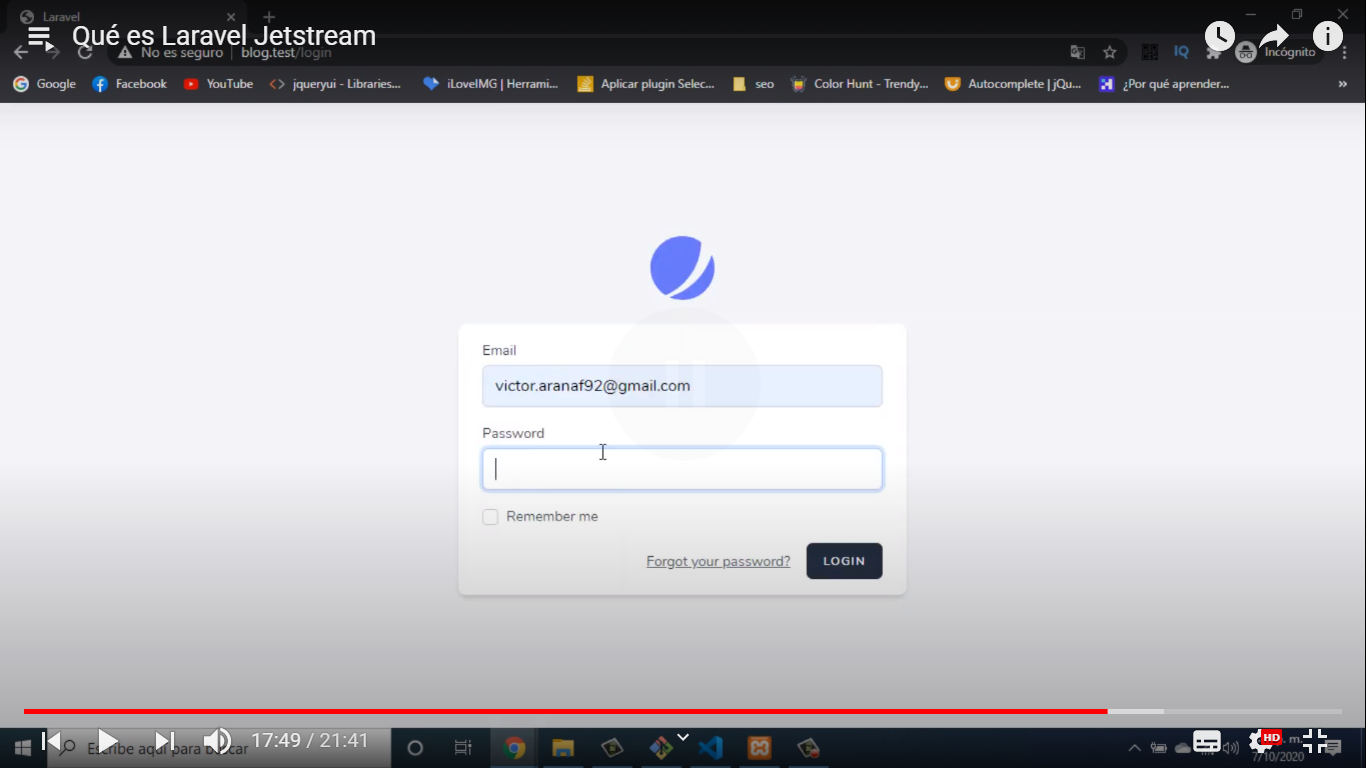 Laravel
Qué es Laravel Jetstream
No es seguro
blog.test/login
IQ
Incógnito
Google
Facebook
YouTube
jqueryui - Libraries...
iLoveIMG | Herrami...
Aplicar plugin Selec...
seo
Color Hunt - Trendy...
Autocomplete | jQu...
¿Por qué aprender...
Email
victor.aranaf92@gmail.com
Password
Remember me
Forgot your password?
LOGIN
Escribe aquí para buscar
17:49 / 21:41
HD
7/10/2020